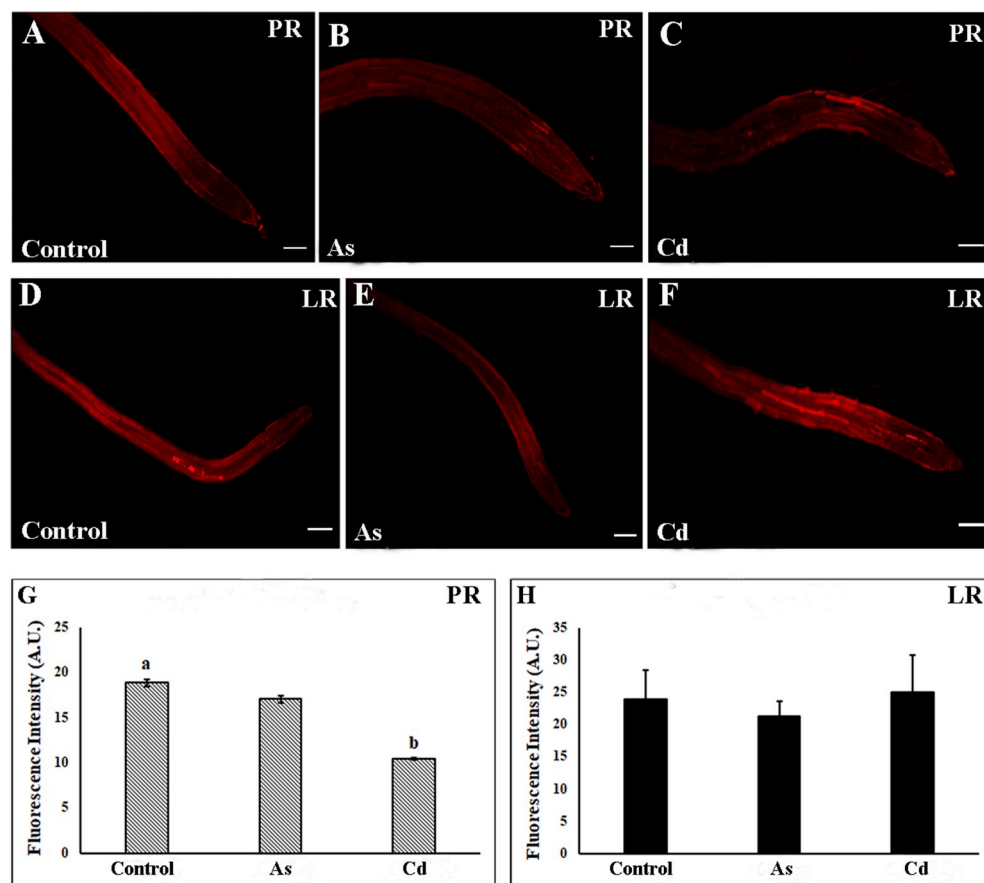 A PR
Control
B PR
As
C PR
Cd
D LR
Control
E LR
As
F LR
Cd
G PR
Fluorescence Intensity (A.U.)
25
20
15
10
5
0
a
b
Control As Cd
H LR
Fluorescence Intensity (A.U.)
35
30
25
20
15
10
5
0
Control As Cd